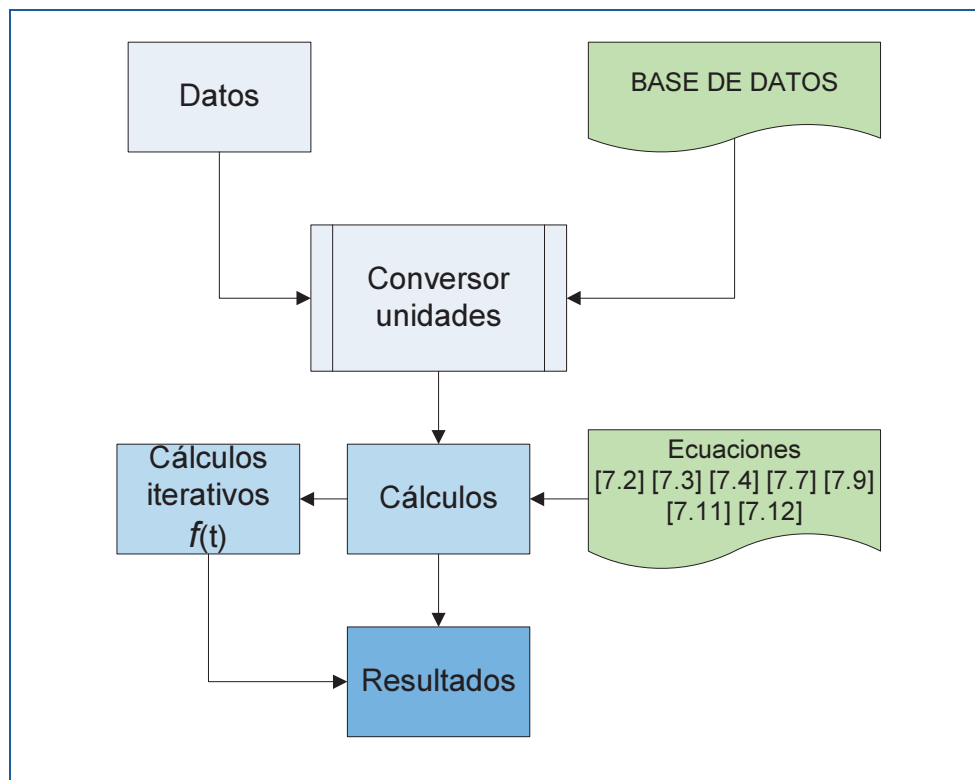 Datos
BASE DE DATOS
Conversor
unidades
Cálculos
iterativos
f(t)
Cálculos
Ecuaciones
[7.2] [7.3] [7.4] [7.7] [7.9]
[7.11] [7.12]
Resultados